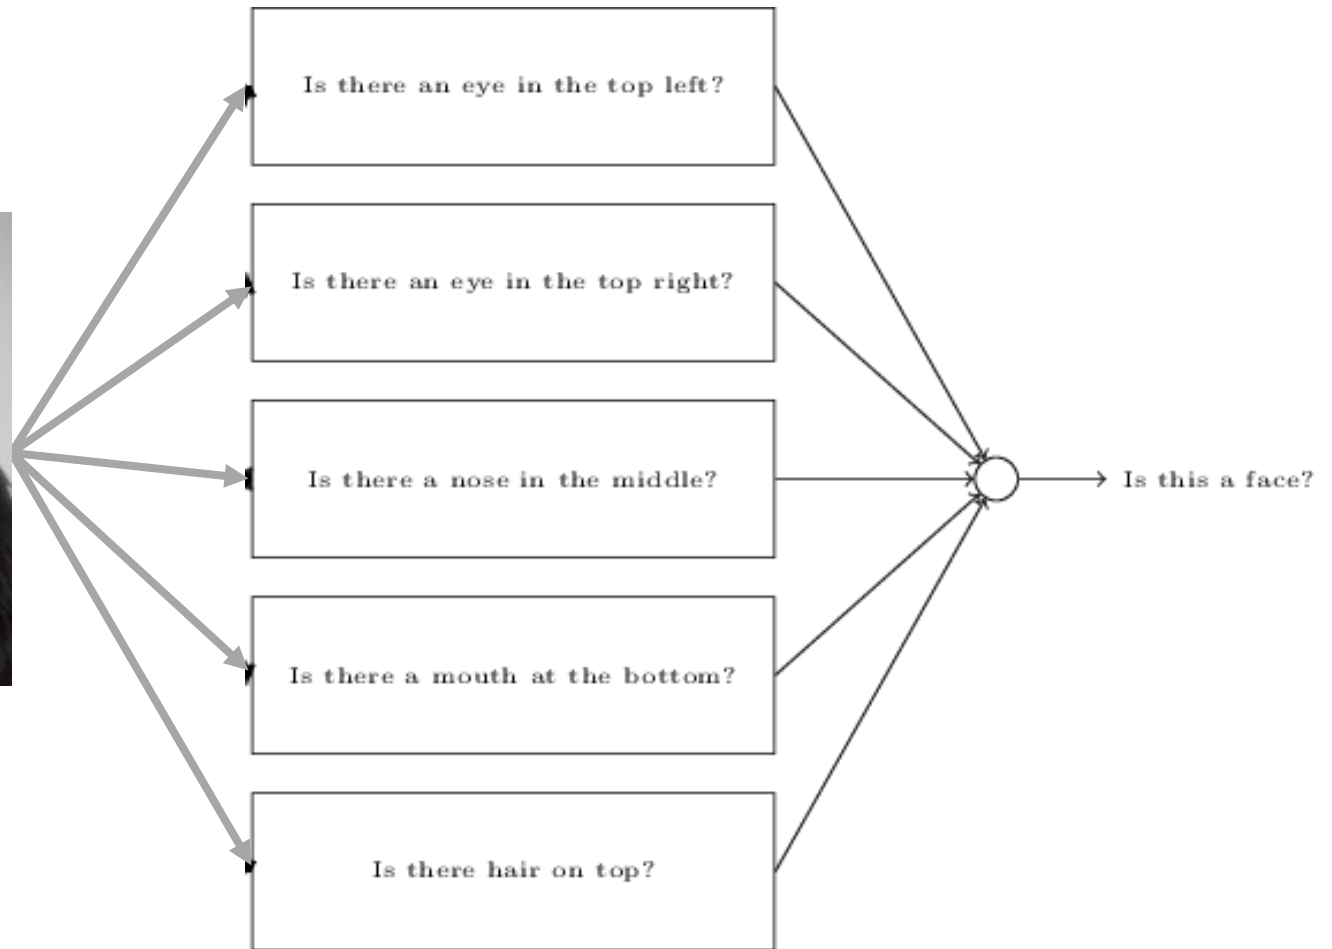 Is there an eye in the top left?
Is there an eye in the top right?
Is there a nose in the middle?
Is this a face?
Is there a mouth at the bottom?
Is there hair on top?